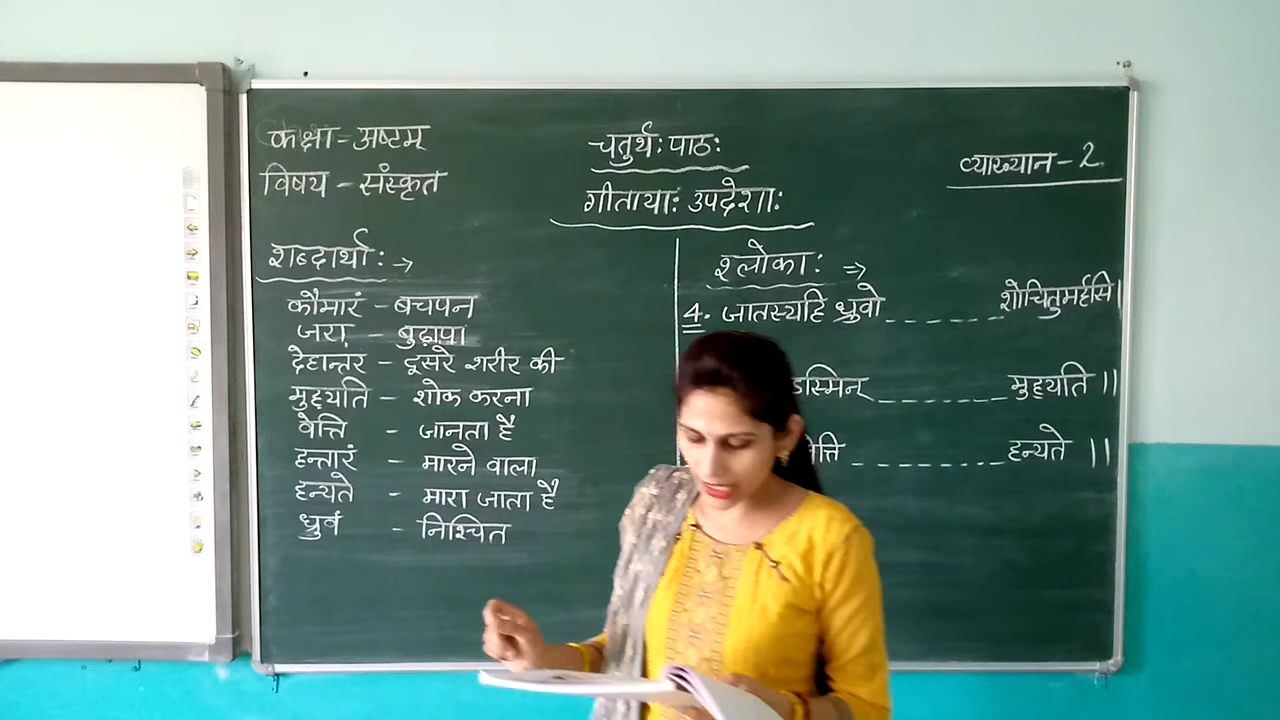 कक्षा - अष्टम्
विषय - संस्कृत
चतुर्थः पाठः
गीतायाः उपदेशाः
व्याख्यान - 2.
शब्दार्थाः →
कौमारं - बचपन
जरा - बुढ़ापा
देहान्तर - दूसरे शरीर की
मुह्यति - शोक करना
वेत्ति - जानता है
हन्तारं - मारने वाला
हन्यते - मारा जाता है
ध्रुवं - निश्चित
श्लोकाः ⇒
4. जातस्यहि ध्रुवो ------ शोचितुमर्हसि।
ऽस्मिन् ------- मुह्यति ।।
त्ति -------- हन्यते ।।